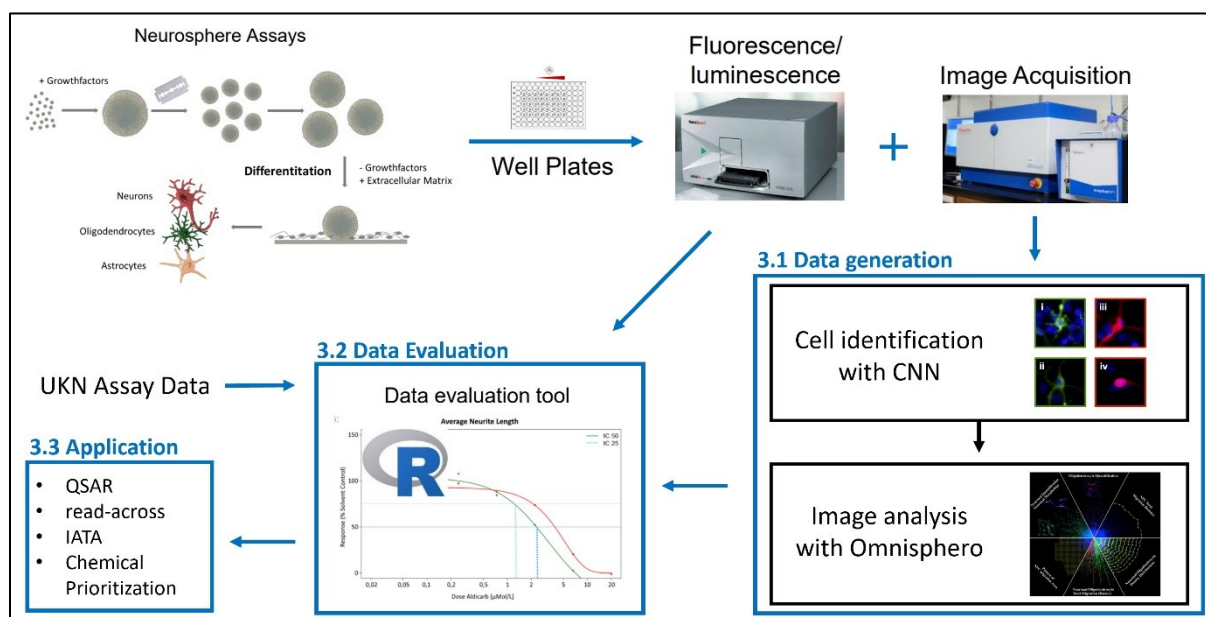 Neurosphere Assays
+ Growthfactors
Differentitation
- Growthfactors
+ Extracellular Matrix
Neurons
Oligodendrocytes
Astrocytes
Well Plates
Fluorescence/
luminescence
+
Image Acquisition
3.1 Data generation
Cell identification
with CNN
i
iii
ii
iv
Image analysis
with Omnisphero
3.2 Data Evaluation
UKN Assay Data
Data evaluation tool
Average Neurite Length
R
IC 50
IC 25
Response (% Solvent Control)
150
100
50
0
0,02
0,05
0,1
0,2
0,5
1
2
5
10
20
Dose Aldicarb [µMol/L]
3.3 Application
• QSAR
• read-across
• IATA
• Chemical
Prioritization